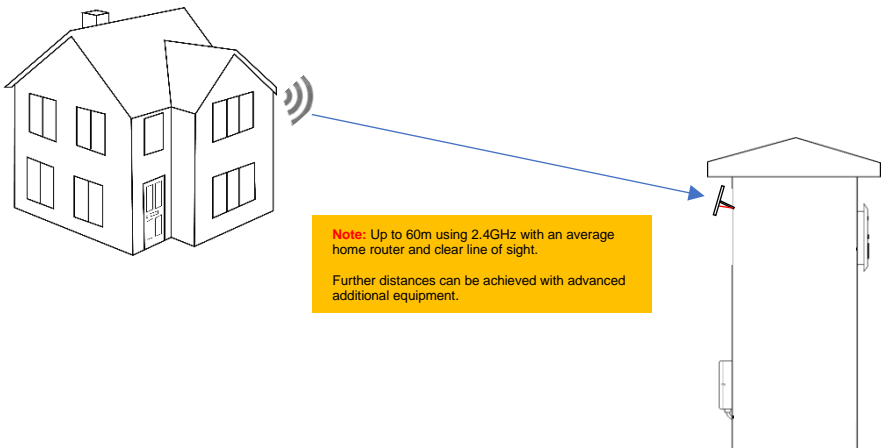 Note: Up to 60m using 2.4GHz with an average
home router and clear line of sight.
Further distances can be achieved with advanced
additional equipment.